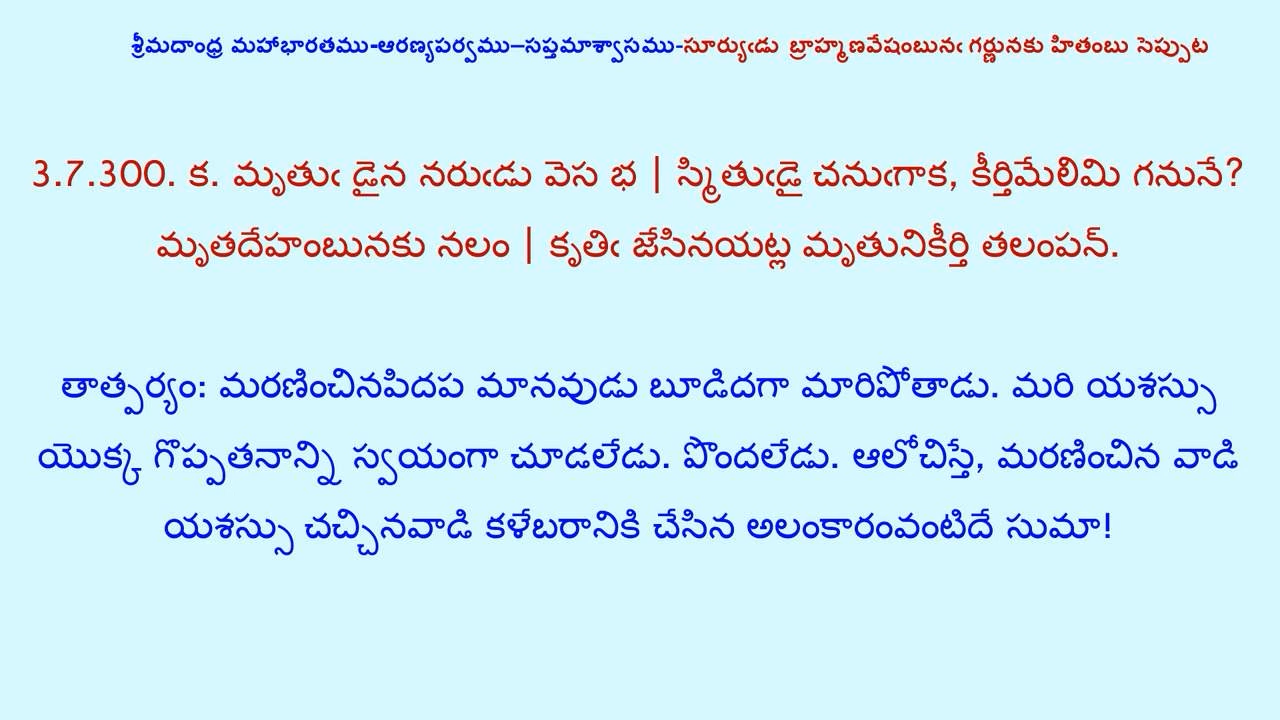 శ్రీమదాంధ్ర మహాభారతము-ఆరణ్యపర్వము–సప్తమాశ్వాసము-సూర్యుఁడు బ్రాహ్మణవేషంబునఁ గర్ణునకు హితంబు సెప్పుట
3.7.300. క. మృతుఁ డైన నరుఁడు వెస భ | స్మితుఁడై చనుఁగాక, కీర్తిమేలిమి గనునే?
మృతదేహంబునకు నలం | కృతిఁ జేసినయట్ల మృతునికీర్తి తలంపన్.
తాత్పర్యం: మరణించినపిదప మానవుడు బూడిదగా మారిపోతాడు. మరి యశస్సు
యొక్క గొప్పతనాన్ని స్వయంగా చూడలేడు. పొందలేడు. ఆలోచిస్తే, మరణించిన వాడి
యశస్సు చచ్చినవాడి కళేబరానికి చేసిన అలంకారంవంటిదే సుమా!